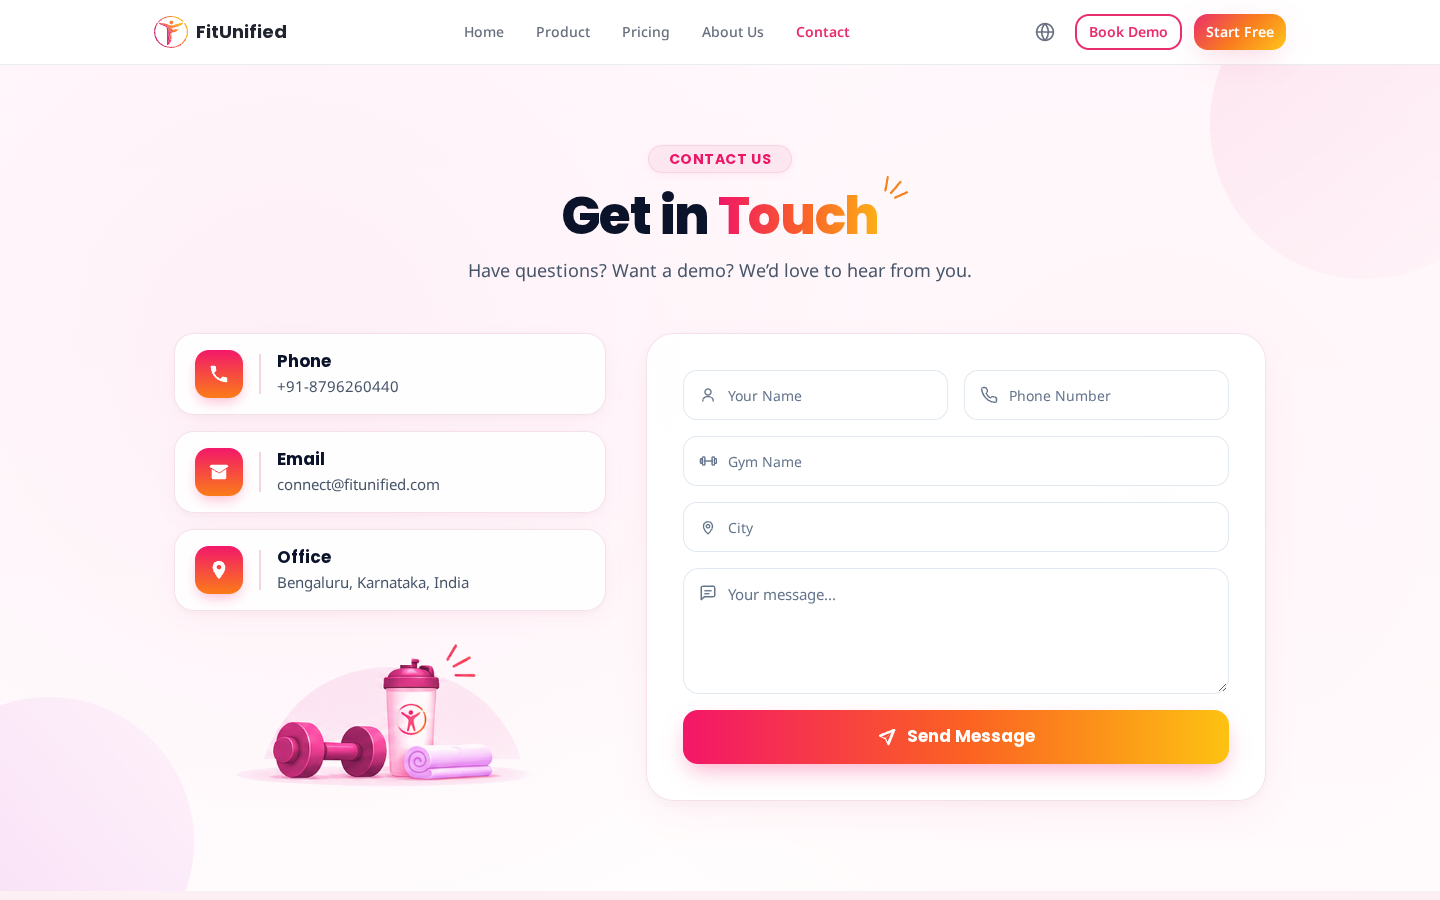 FitUnified
Home
Product
Pricing
About Us
Contact
Book Demo
Start Free
CONTACT US
Get in Touch
Have questions? Want a demo? We’d love to hear from you.
Phone
+91-8796260440
Email
connect@fitunified.com
Office
Bengaluru, Karnataka, India
Your Name
Phone Number
Gym Name
City
Your message...
Send Message